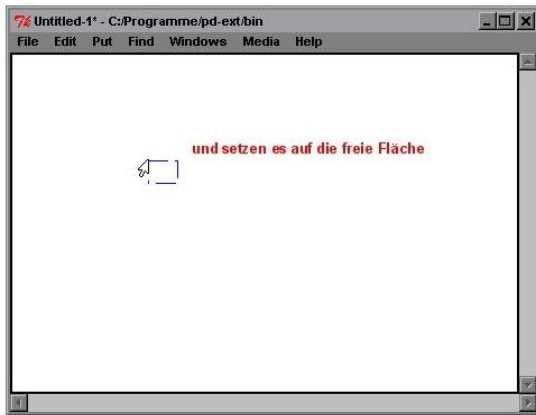 Untitled-1* - C:/Programme/pd-ext/bin
File Edit Put Find Windows Media Help
und setzen es auf die freie Fläche